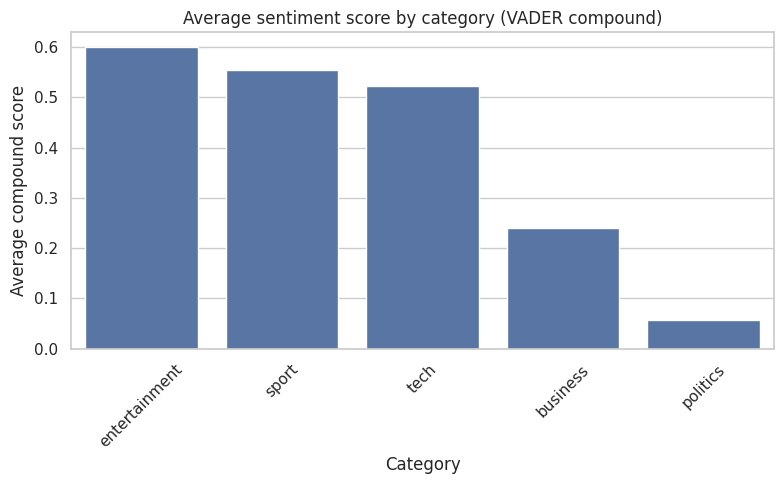 Average sentiment score by category (VADER compound)
Average compound score
0.6
0.5
0.4
0.3
0.2
0.1
0.0
entertainment
sport
tech
business
politics
Category